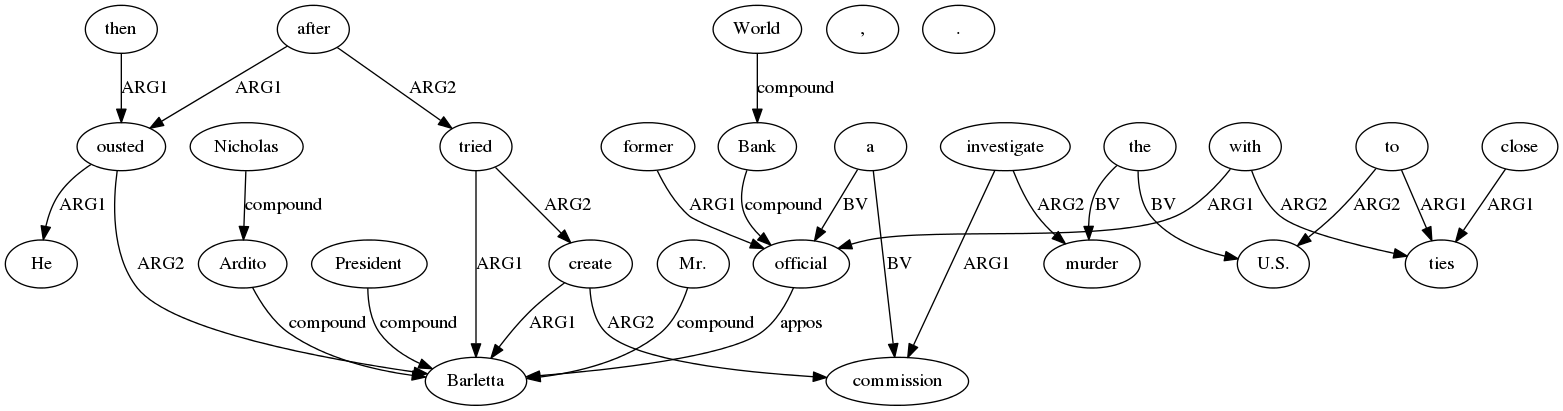 then after World , .
ARG1 ARG1 ARG2 compound
ousted Nicholas tried former Bank a investigate the with to close
ARG1 compound ARG2 ARG1 compound BV ARG2 BV BV ARG1 ARG2 ARG2 ARG1 ARG1
He Ardito President create Mr. official murder U.S. ties
ARG2 ARG1 BV ARG1
compound compound ARG1 ARG2 compound appos
Barletta commission